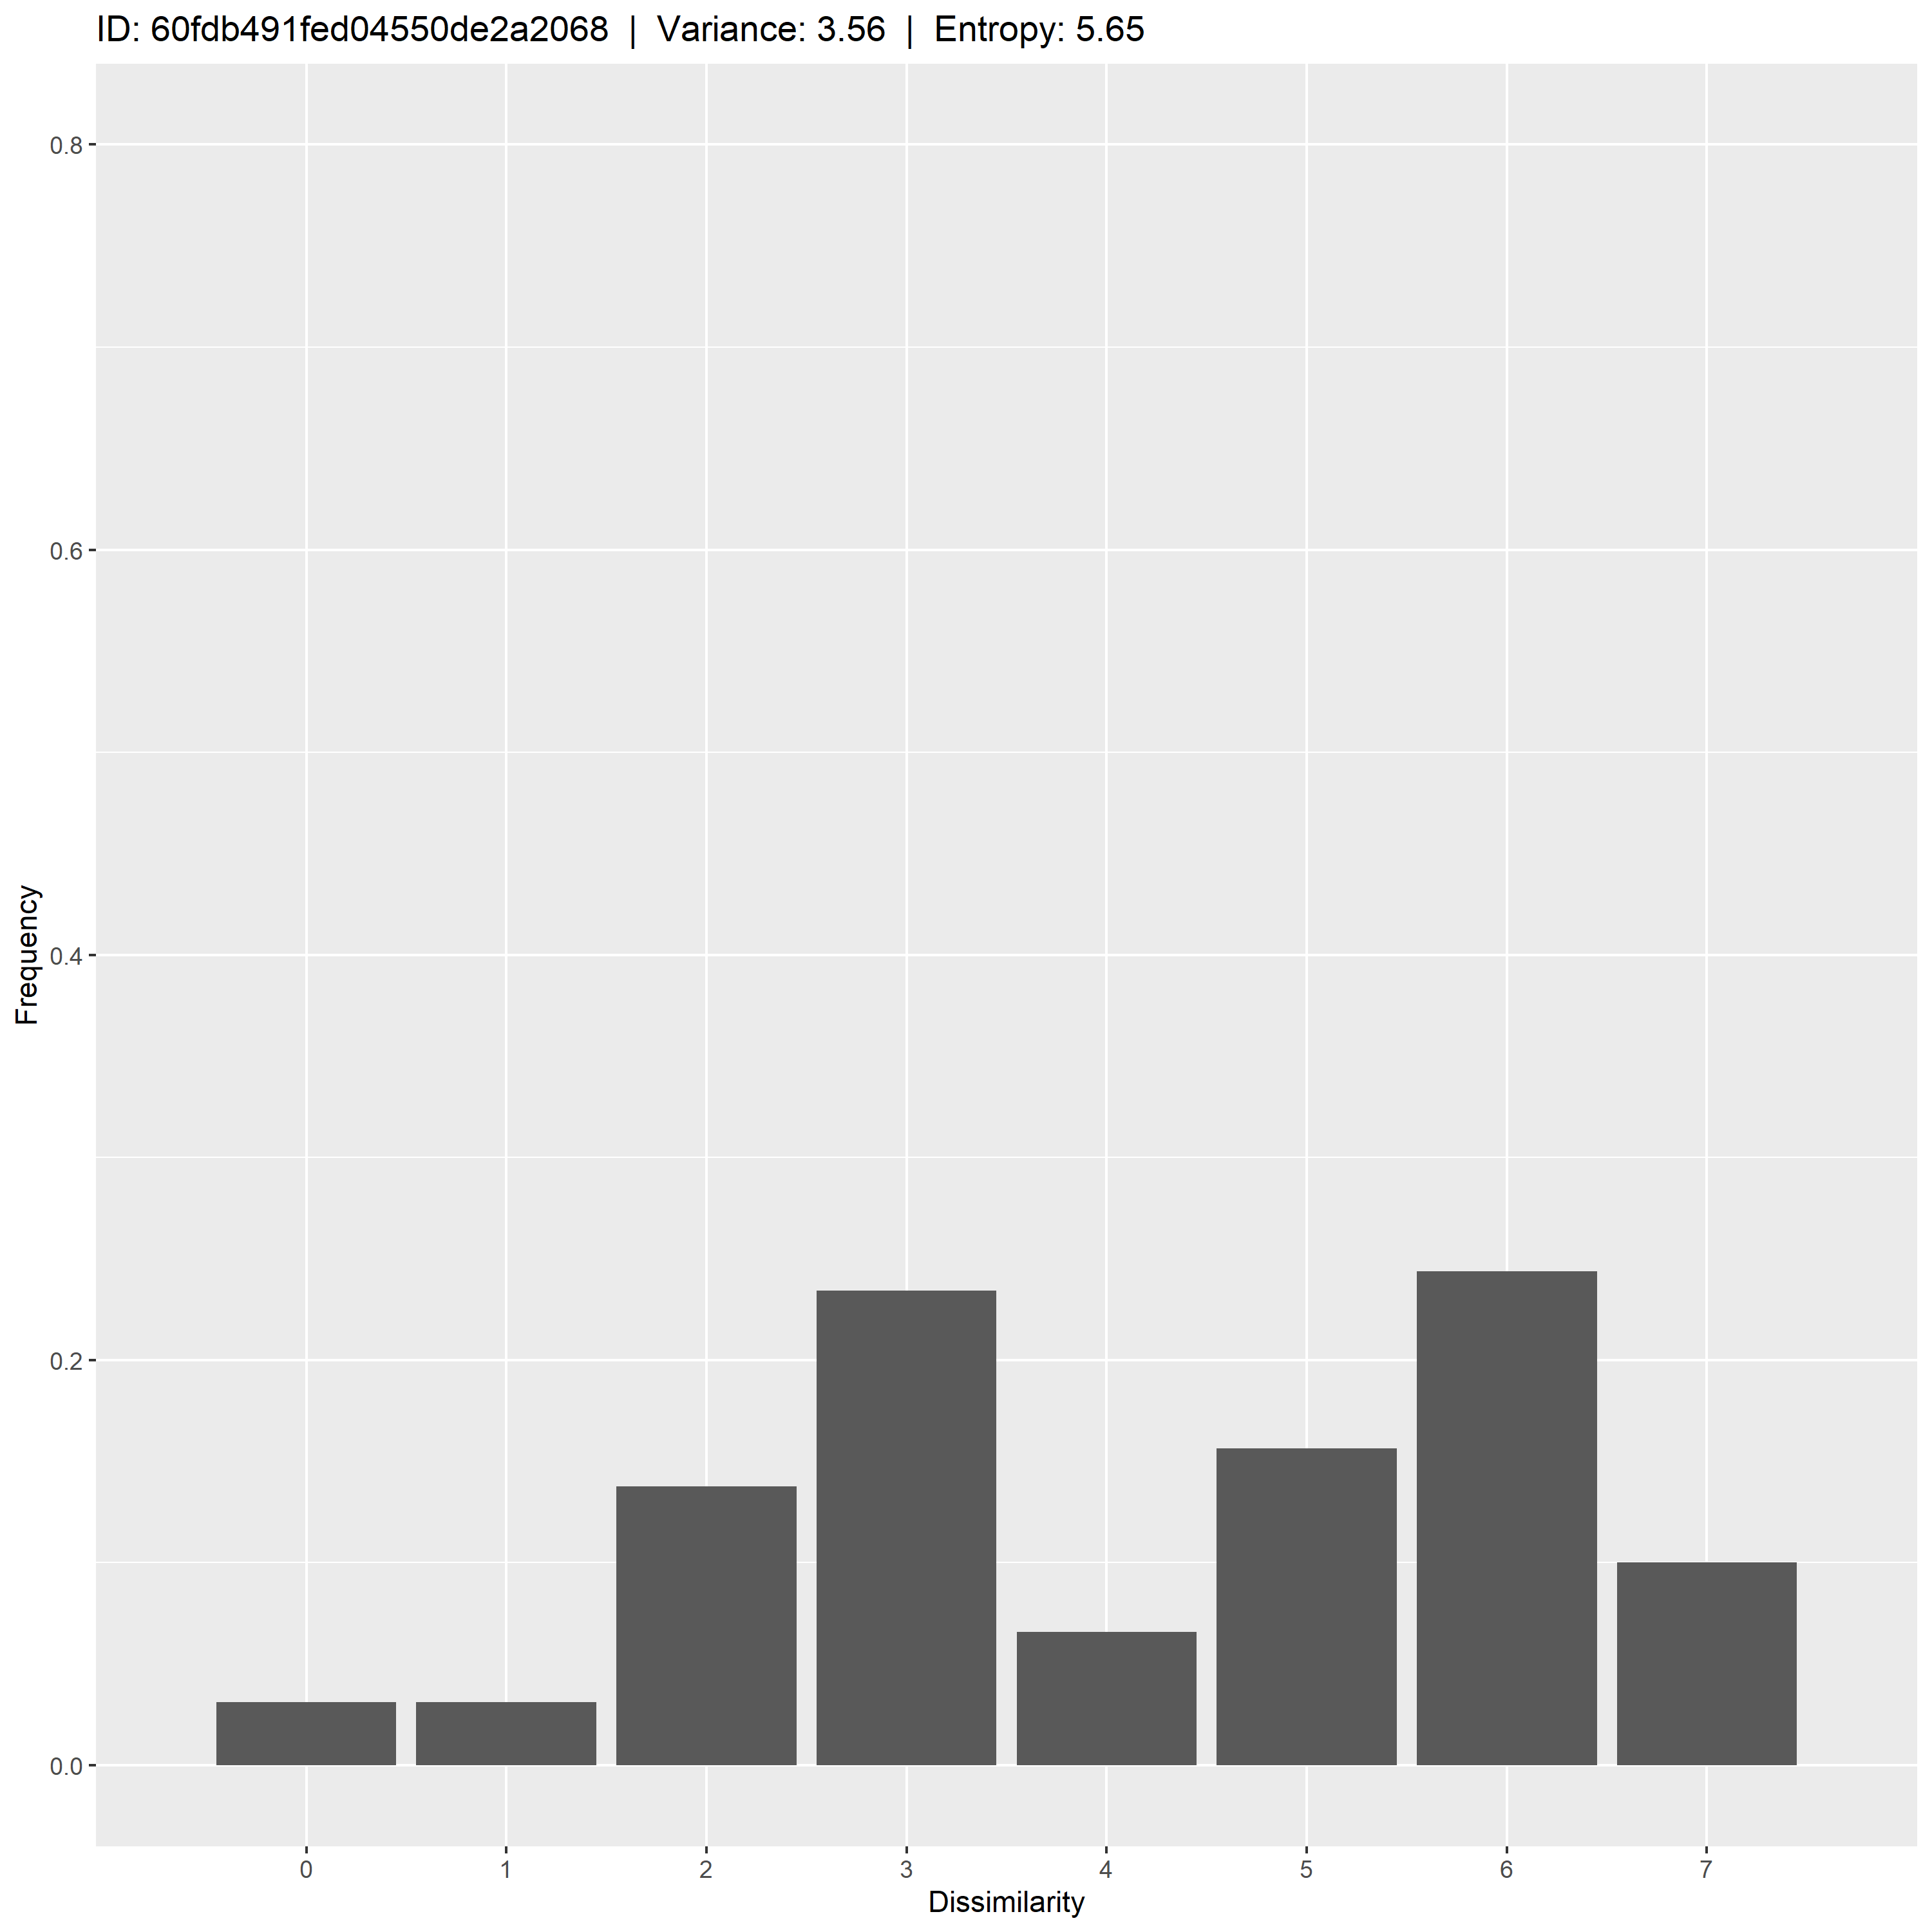 ID: 60fdb491fed04550de2a2068 | Variance: 3.56 | Entropy: 5.65
0.8
0.6
0.4
0.2
0.0
Frequency
0 1 2 3 4 5 6 7
Dissimilarity